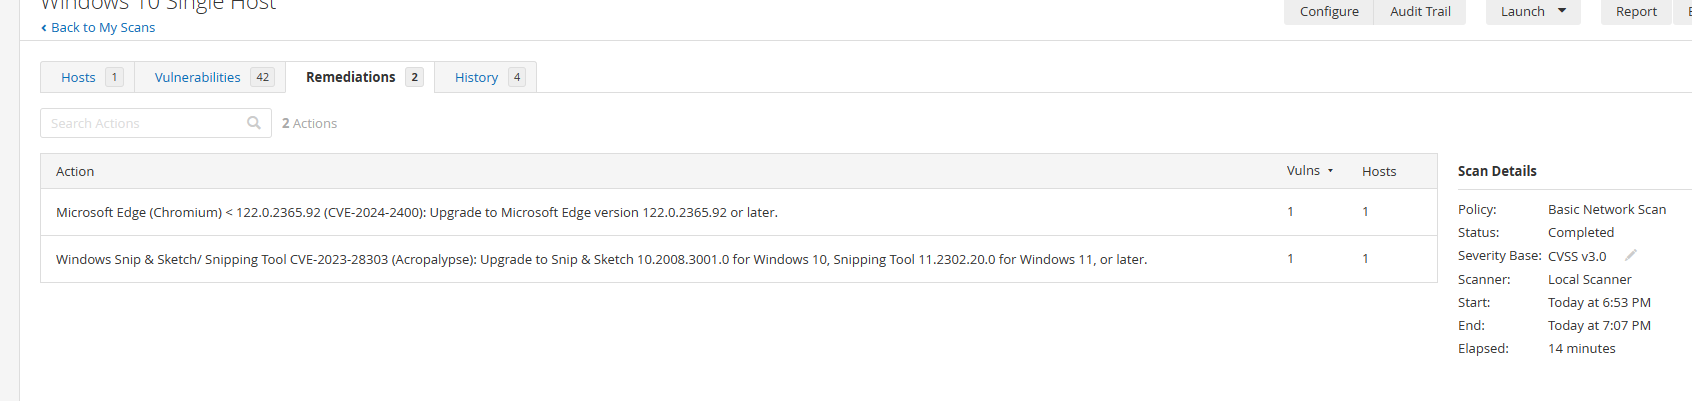 Windows 10 Single Host
Back to My Scans
Configure Audit Trail Launch Report
Hosts 1 Vulnerabilities 42 Remediations 2 History 4
Search Actions 2 Actions
Action Vulns Hosts
Microsoft Edge (Chromium) < 122.0.2365.92 (CVE-2024-2400): Upgrade to Microsoft Edge version 122.0.2365.92 or later. 1 1
Windows Snip & Sketch/ Snipping Tool CVE-2023-28303 (Acropalypse): Upgrade to Snip & Sketch 10.2008.3001.0 for Windows 10, Snipping Tool 11.2302.20.0 for Windows 11, or later. 1 1
Scan Details
Policy: Basic Network Scan
Status: Completed
Severity Base: CVSS v3.0
Scanner: Local Scanner
Start: Today at 6:53 PM
End: Today at 7:07 PM
Elapsed: 14 minutes